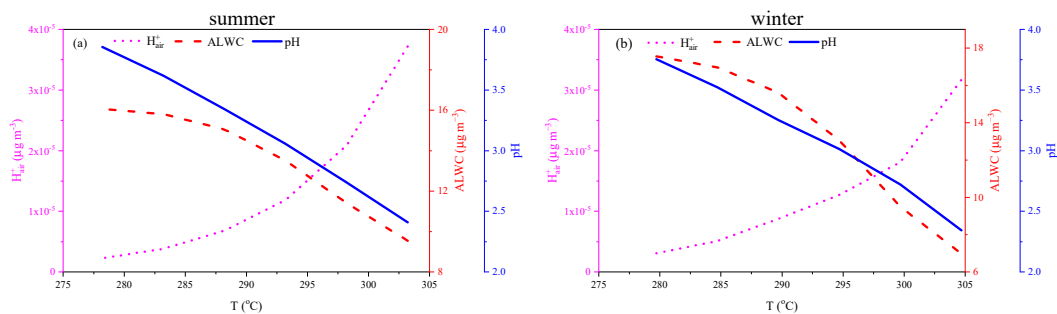 summer
(a)
H⁺air ALWC pH
4x10⁻⁵
3x10⁻⁵
2x10⁻⁵
1x10⁻⁵
0
H⁺air (μg m⁻³)
20
16
12
8
ALWC (μg m⁻³)
4.0
3.5
3.0
2.5
2.0
pH
275 280 285 290 295 300 305
T (°C)
winter
(b)
H⁺air ALWC pH
4x10⁻⁵
3x10⁻⁵
2x10⁻⁵
1x10⁻⁵
0
H⁺air (μg m⁻³)
18
14
10
6
ALWC (μg m⁻³)
4.0
3.5
3.0
2.5
2.0
pH
275 280 285 290 295 300 305
T (°C)